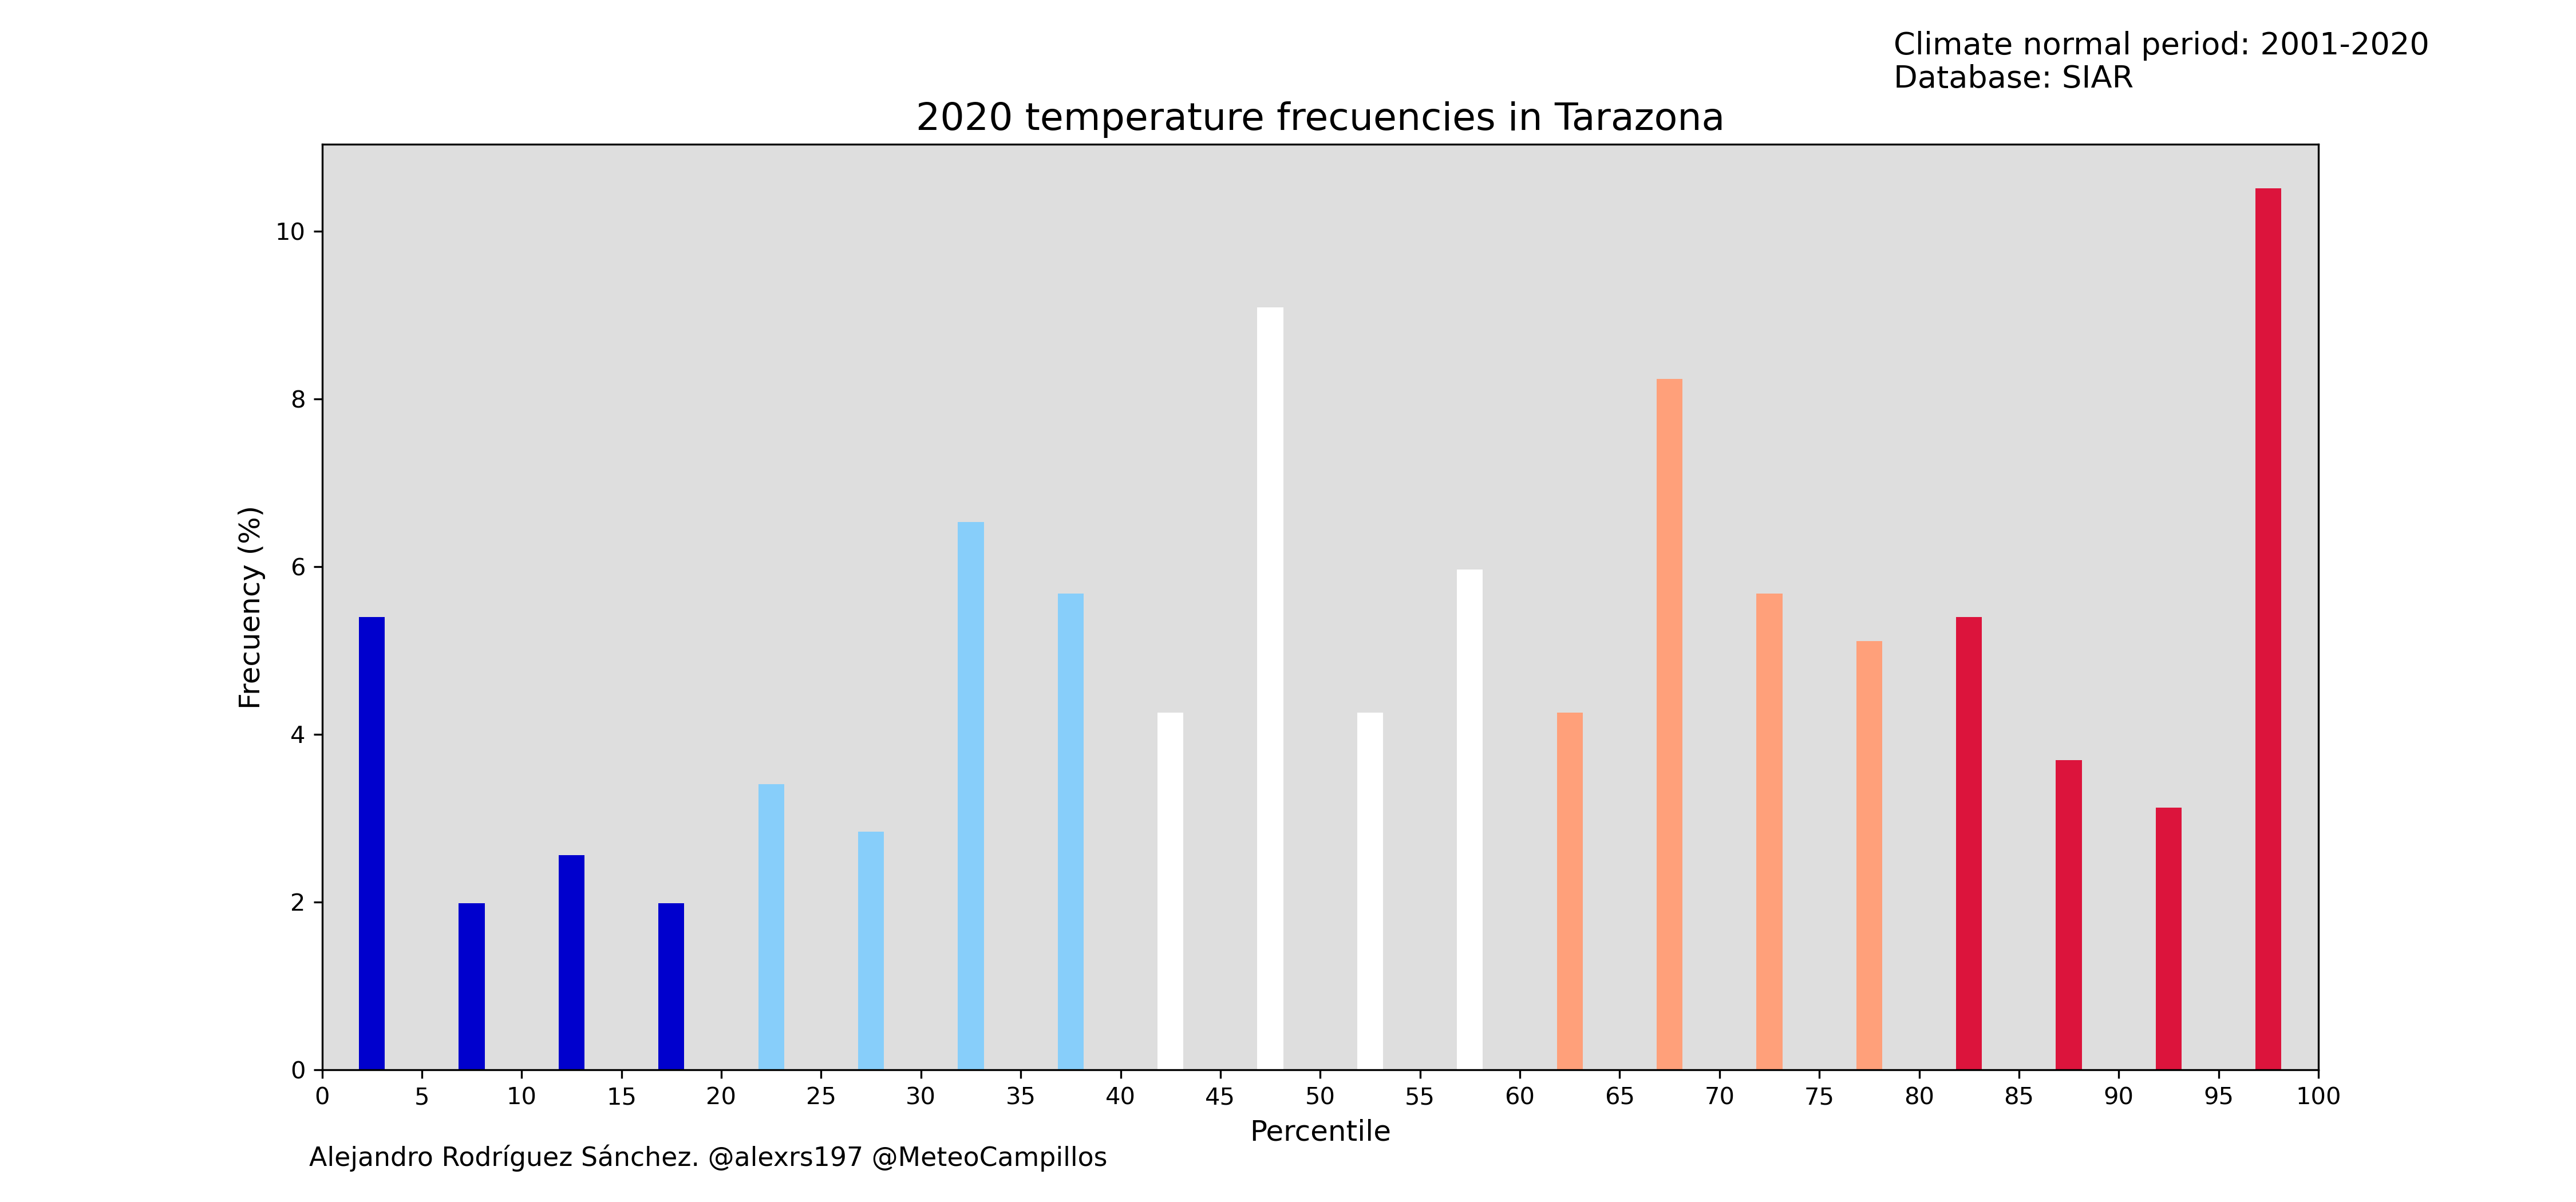 Climate normal period: 2001-2020
Database: SIAR
2020 temperature frecuencies in Tarazona
Frecuency (%)
10
8
6
4
2
0
0 5 10 15 20 25 30 35 40 45 50 55 60 65 70 75 80 85 90 95 100
Percentile
Alejandro Rodríguez Sánchez. @alexrs197 @MeteoCampillos